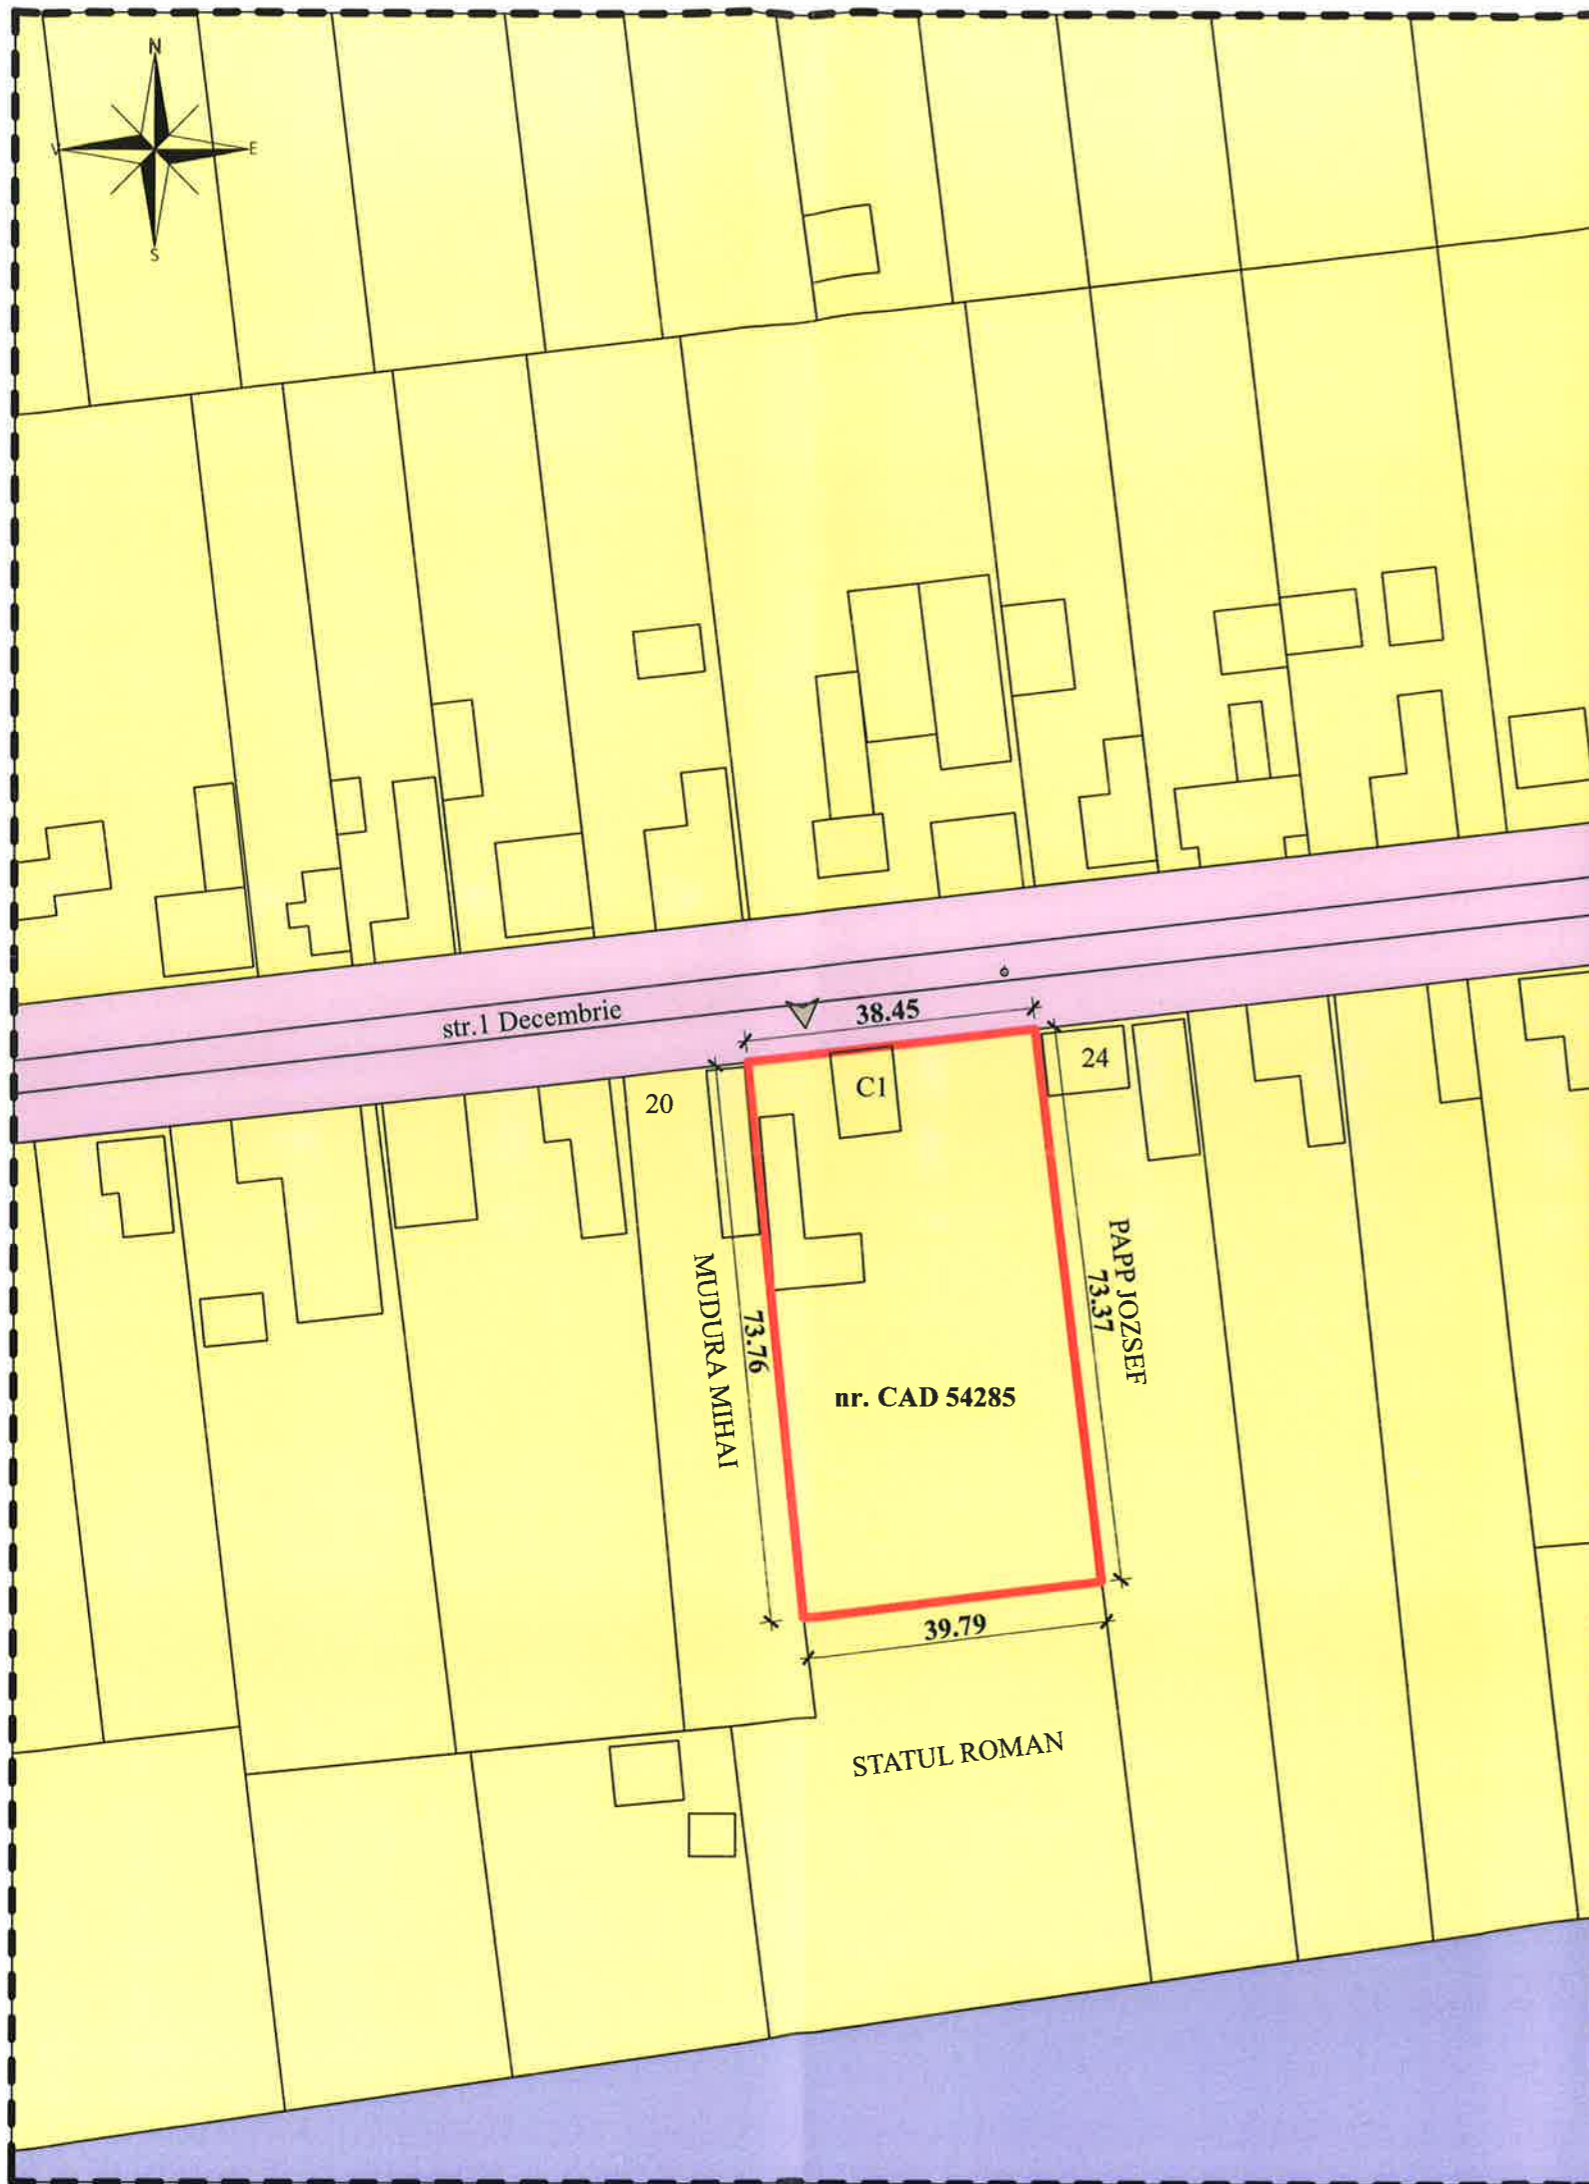 N
V
E
S
str.1 Decembrie
38.45
24
C1
20
PAPP JOZSEF
73.37
MUDURA MIHAI
73.76
nr. CAD 54285
39.79
STATUL ROMAN